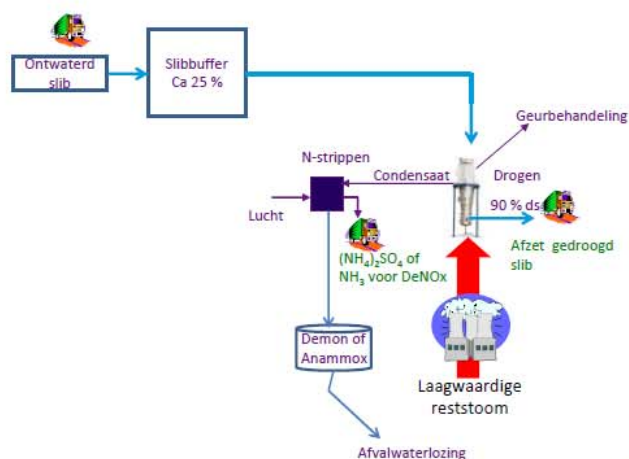 Ontwaterd
slib
Slibbuffer
Ca 25 %
Geurbehandeling
N-strippen
Condensaat
Drogen
Lucht
90 % ds
Afzet gedroogd
slib
(NH₄)₂SO₄ of
NH₃ voor DeNOx
Demon of
Anammox
Laagwaardige
reststoom
Afvalwaterlozing